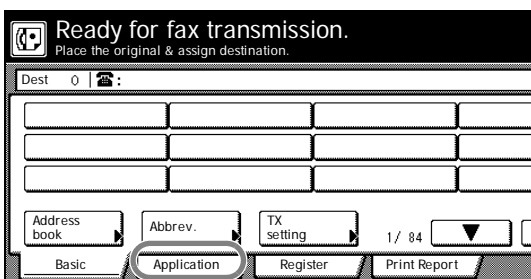 Ready for fax transmission.
Place the original & assign destination.
Dest 0 ☎:
Address book
Abbrev.
TX setting
1/ 84
Basic
Application
Register
Print Report